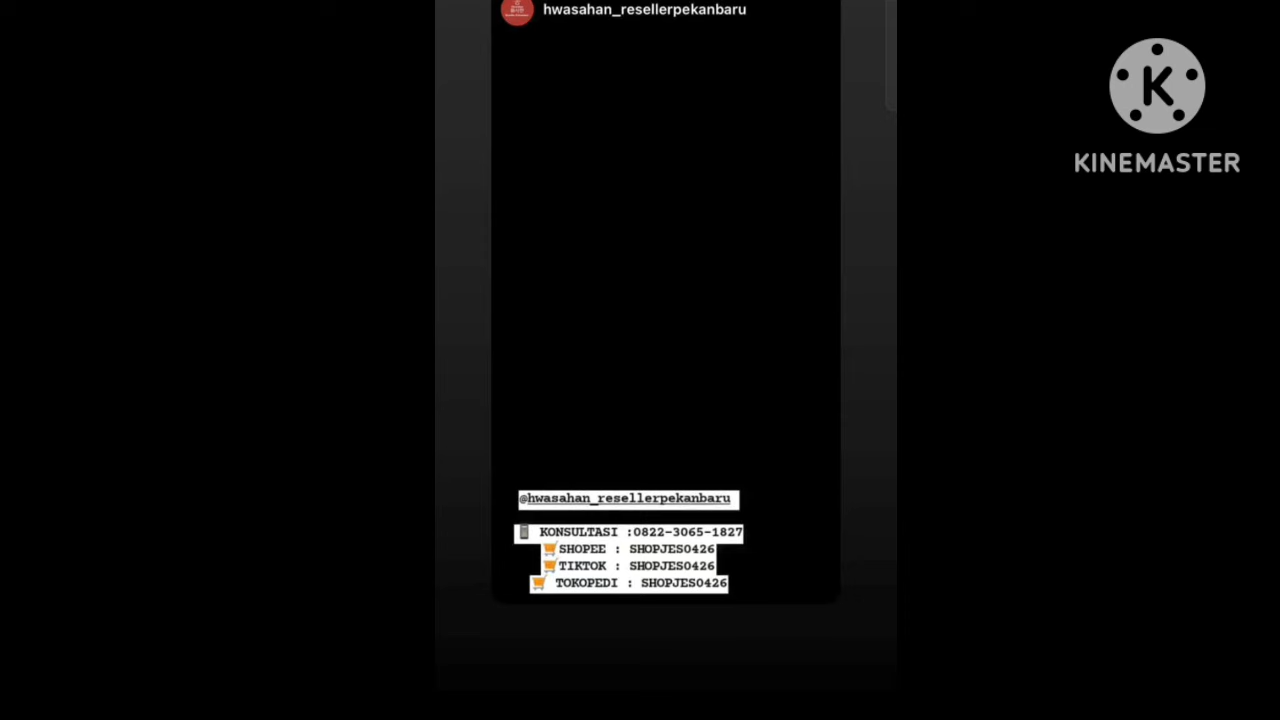 hwasahan_resellerpekanbaru
K
KINEMASTER
@hwasahan_resellerpekanbaru
KONSULTASI :0822-3065-1827
SHOPEE : SHOPJES0426
TIKTOK : SHOPJES0426
TOKOPEDI : SHOPJES0426